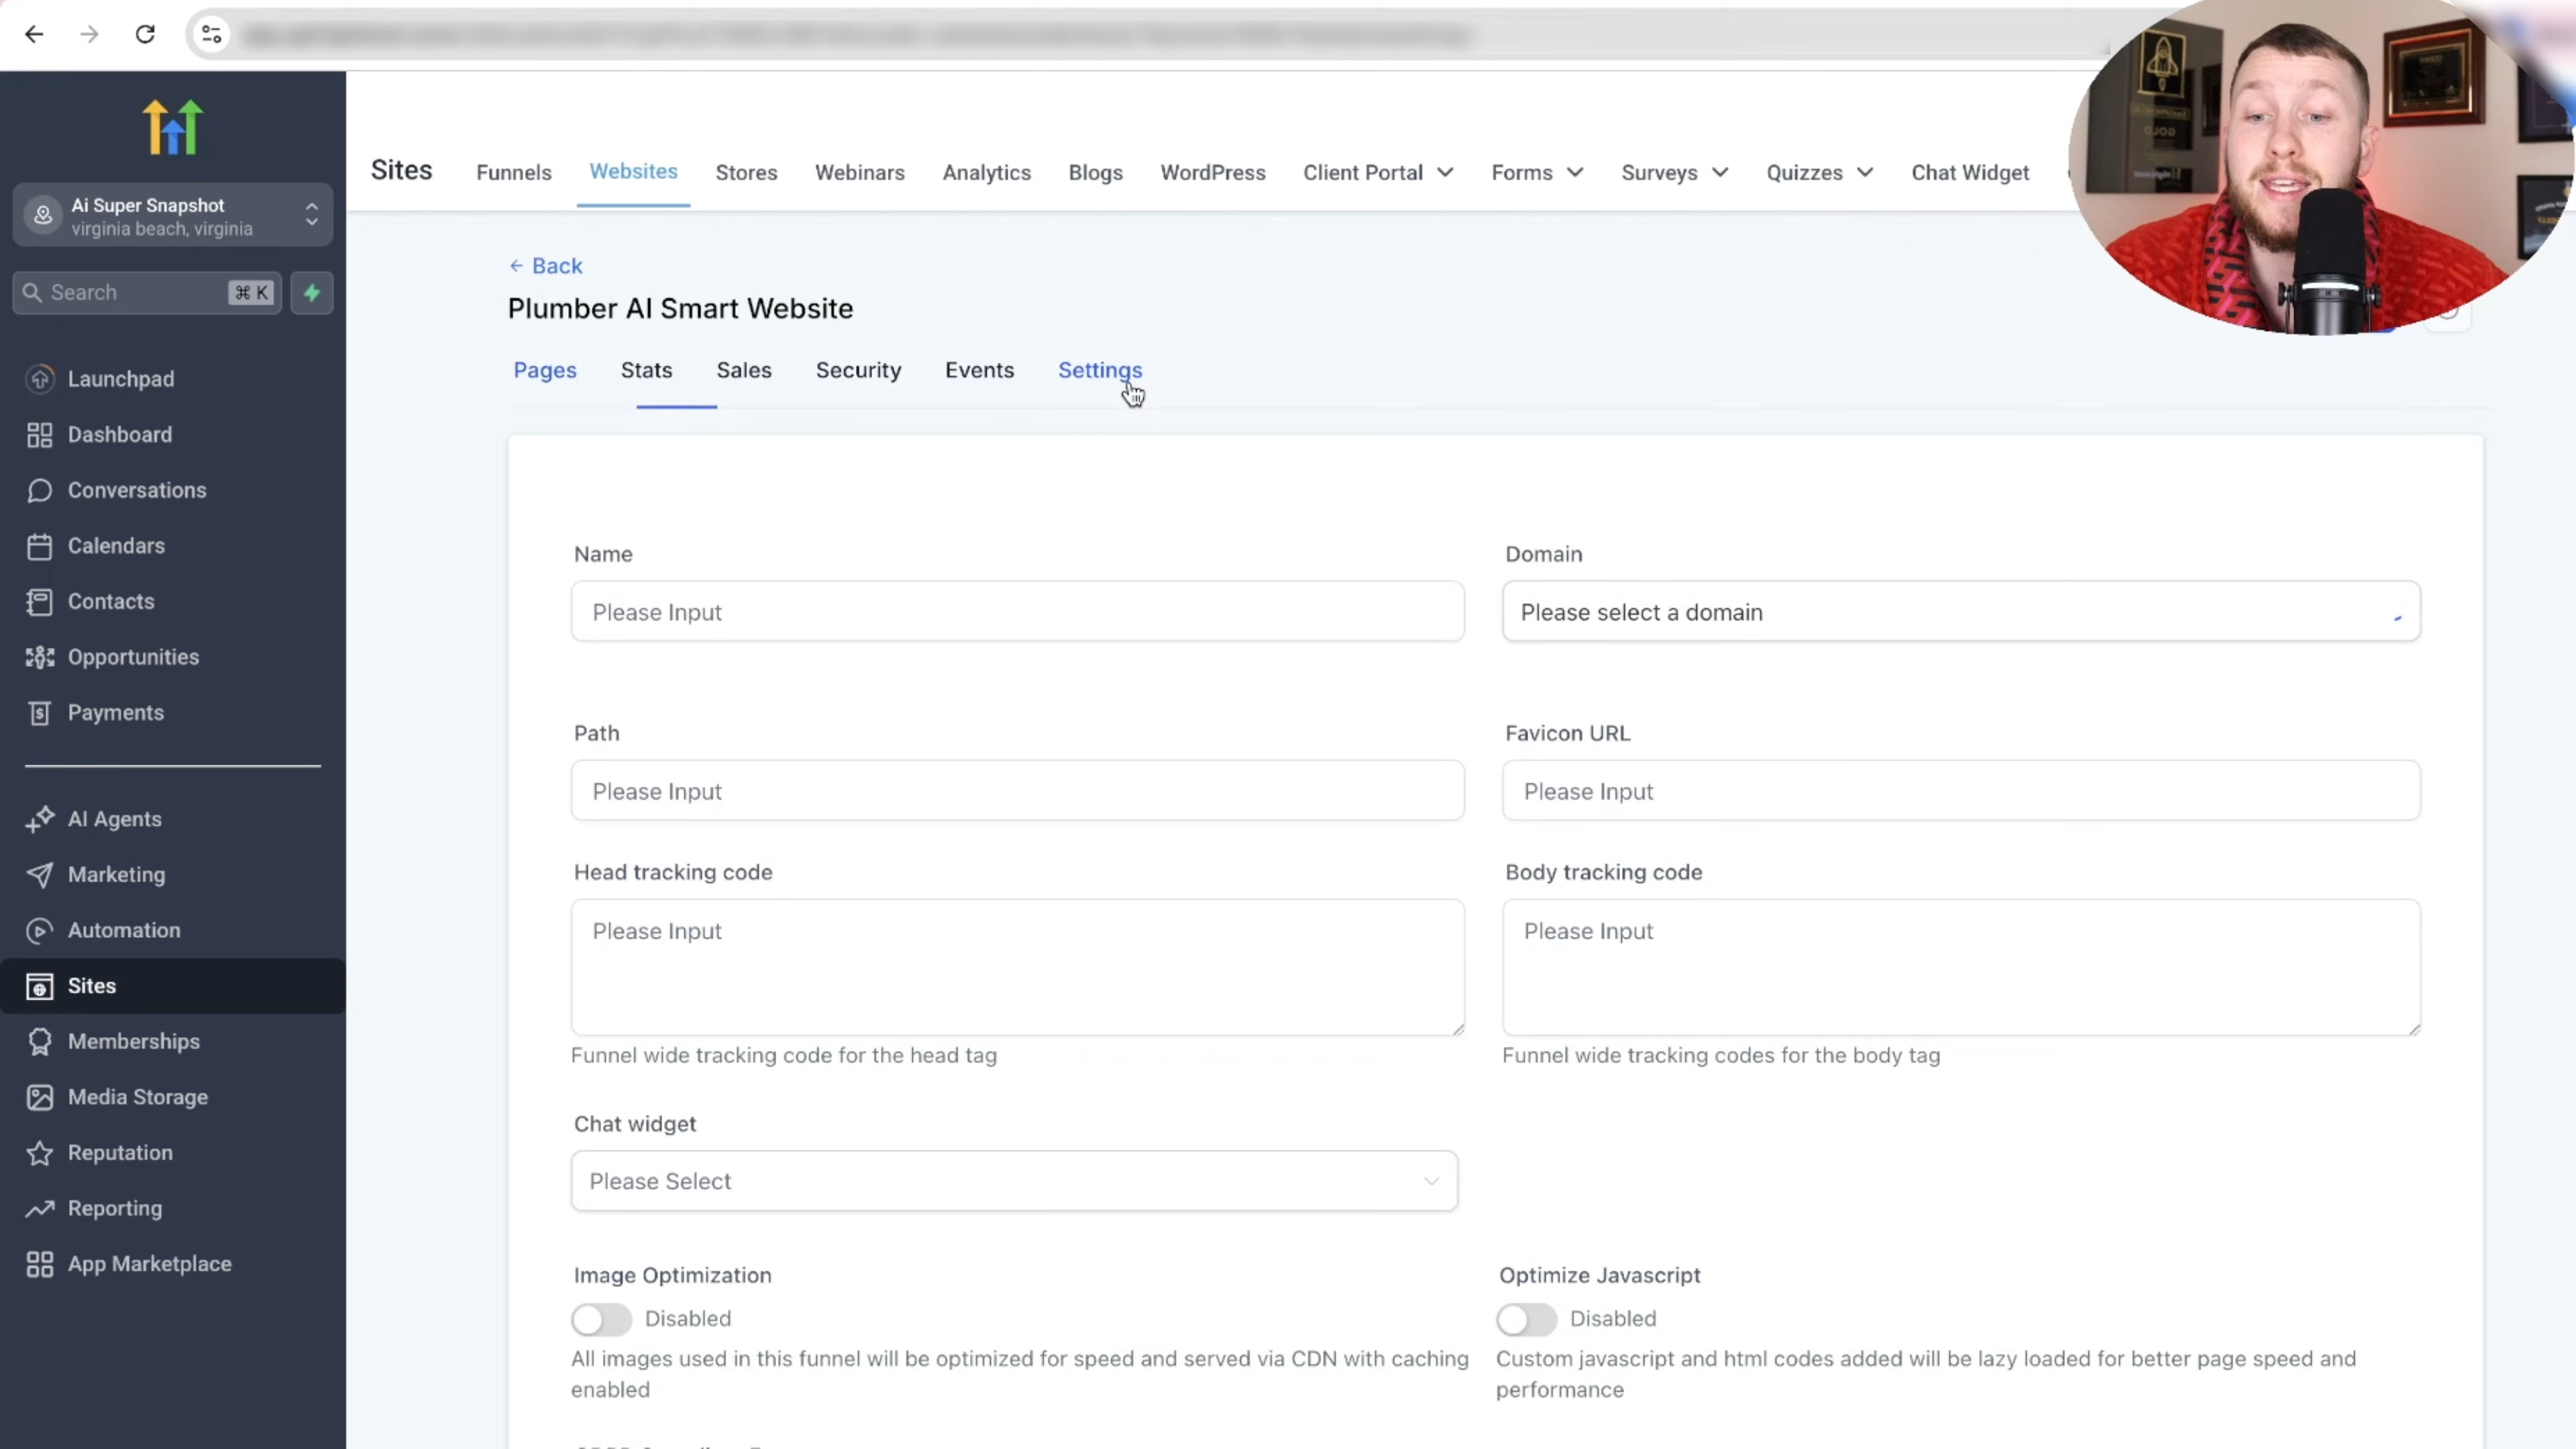 Ai Super Snapshot
virginia beach, virginia
Search ⌘ K
Launchpad
Dashboard
Conversations
Calendars
Contacts
Opportunities
Payments
AI Agents
Marketing
Automation
Sites
Memberships
Media Storage
Reputation
Reporting
App Marketplace
Sites Funnels Websites Stores Webinars Analytics Blogs WordPress Client Portal Forms Surveys Quizzes Chat Widget
← Back
Plumber AI Smart Website
Pages Stats Sales Security Events Settings
Name
Please Input
Domain
Please select a domain
Path
Please Input
Favicon URL
Please Input
Head tracking code
Please Input
Funnel wide tracking code for the head tag
Body tracking code
Please Input
Funnel wide tracking codes for the body tag
Chat widget
Please Select
Image Optimization
Disabled
All images used in this funnel will be optimized for speed and served via CDN with caching
enabled
Optimize Javascript
Disabled
Custom javascript and html codes added will be lazy loaded for better page speed and
performance
GOLD